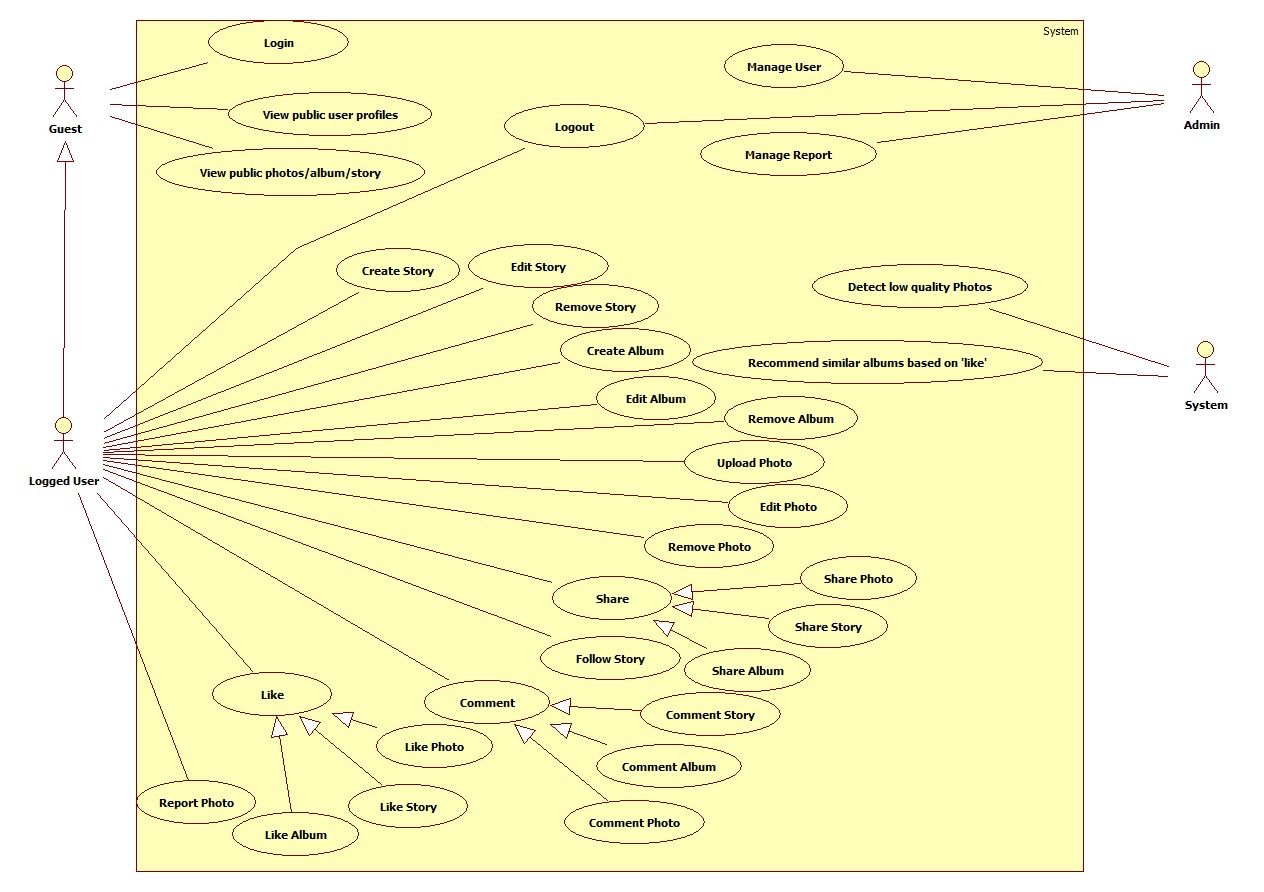 System
Login
Manage User
View public user profiles
Logout
Guest
Admin
Manage Report
View public photos/album/story
Create Story
Edit Story
Detect low quality Photos
Remove Story
Create Album
Recommend similar albums based on 'like'
Edit Album
System
Remove Album
Upload Photo
Logged User
Edit Photo
Remove Photo
Share Photo
Share
Share Story
Follow Story
Share Album
Like
Comment
Comment Story
Like Photo
Comment Album
Report Photo
Like Story
Comment Photo
Like Album